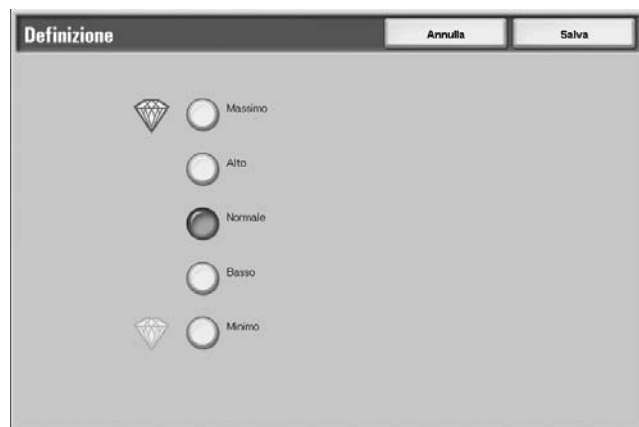 Definizione
Annulla
Salva
Massimo
Alto
Normale
Basso
Minimo